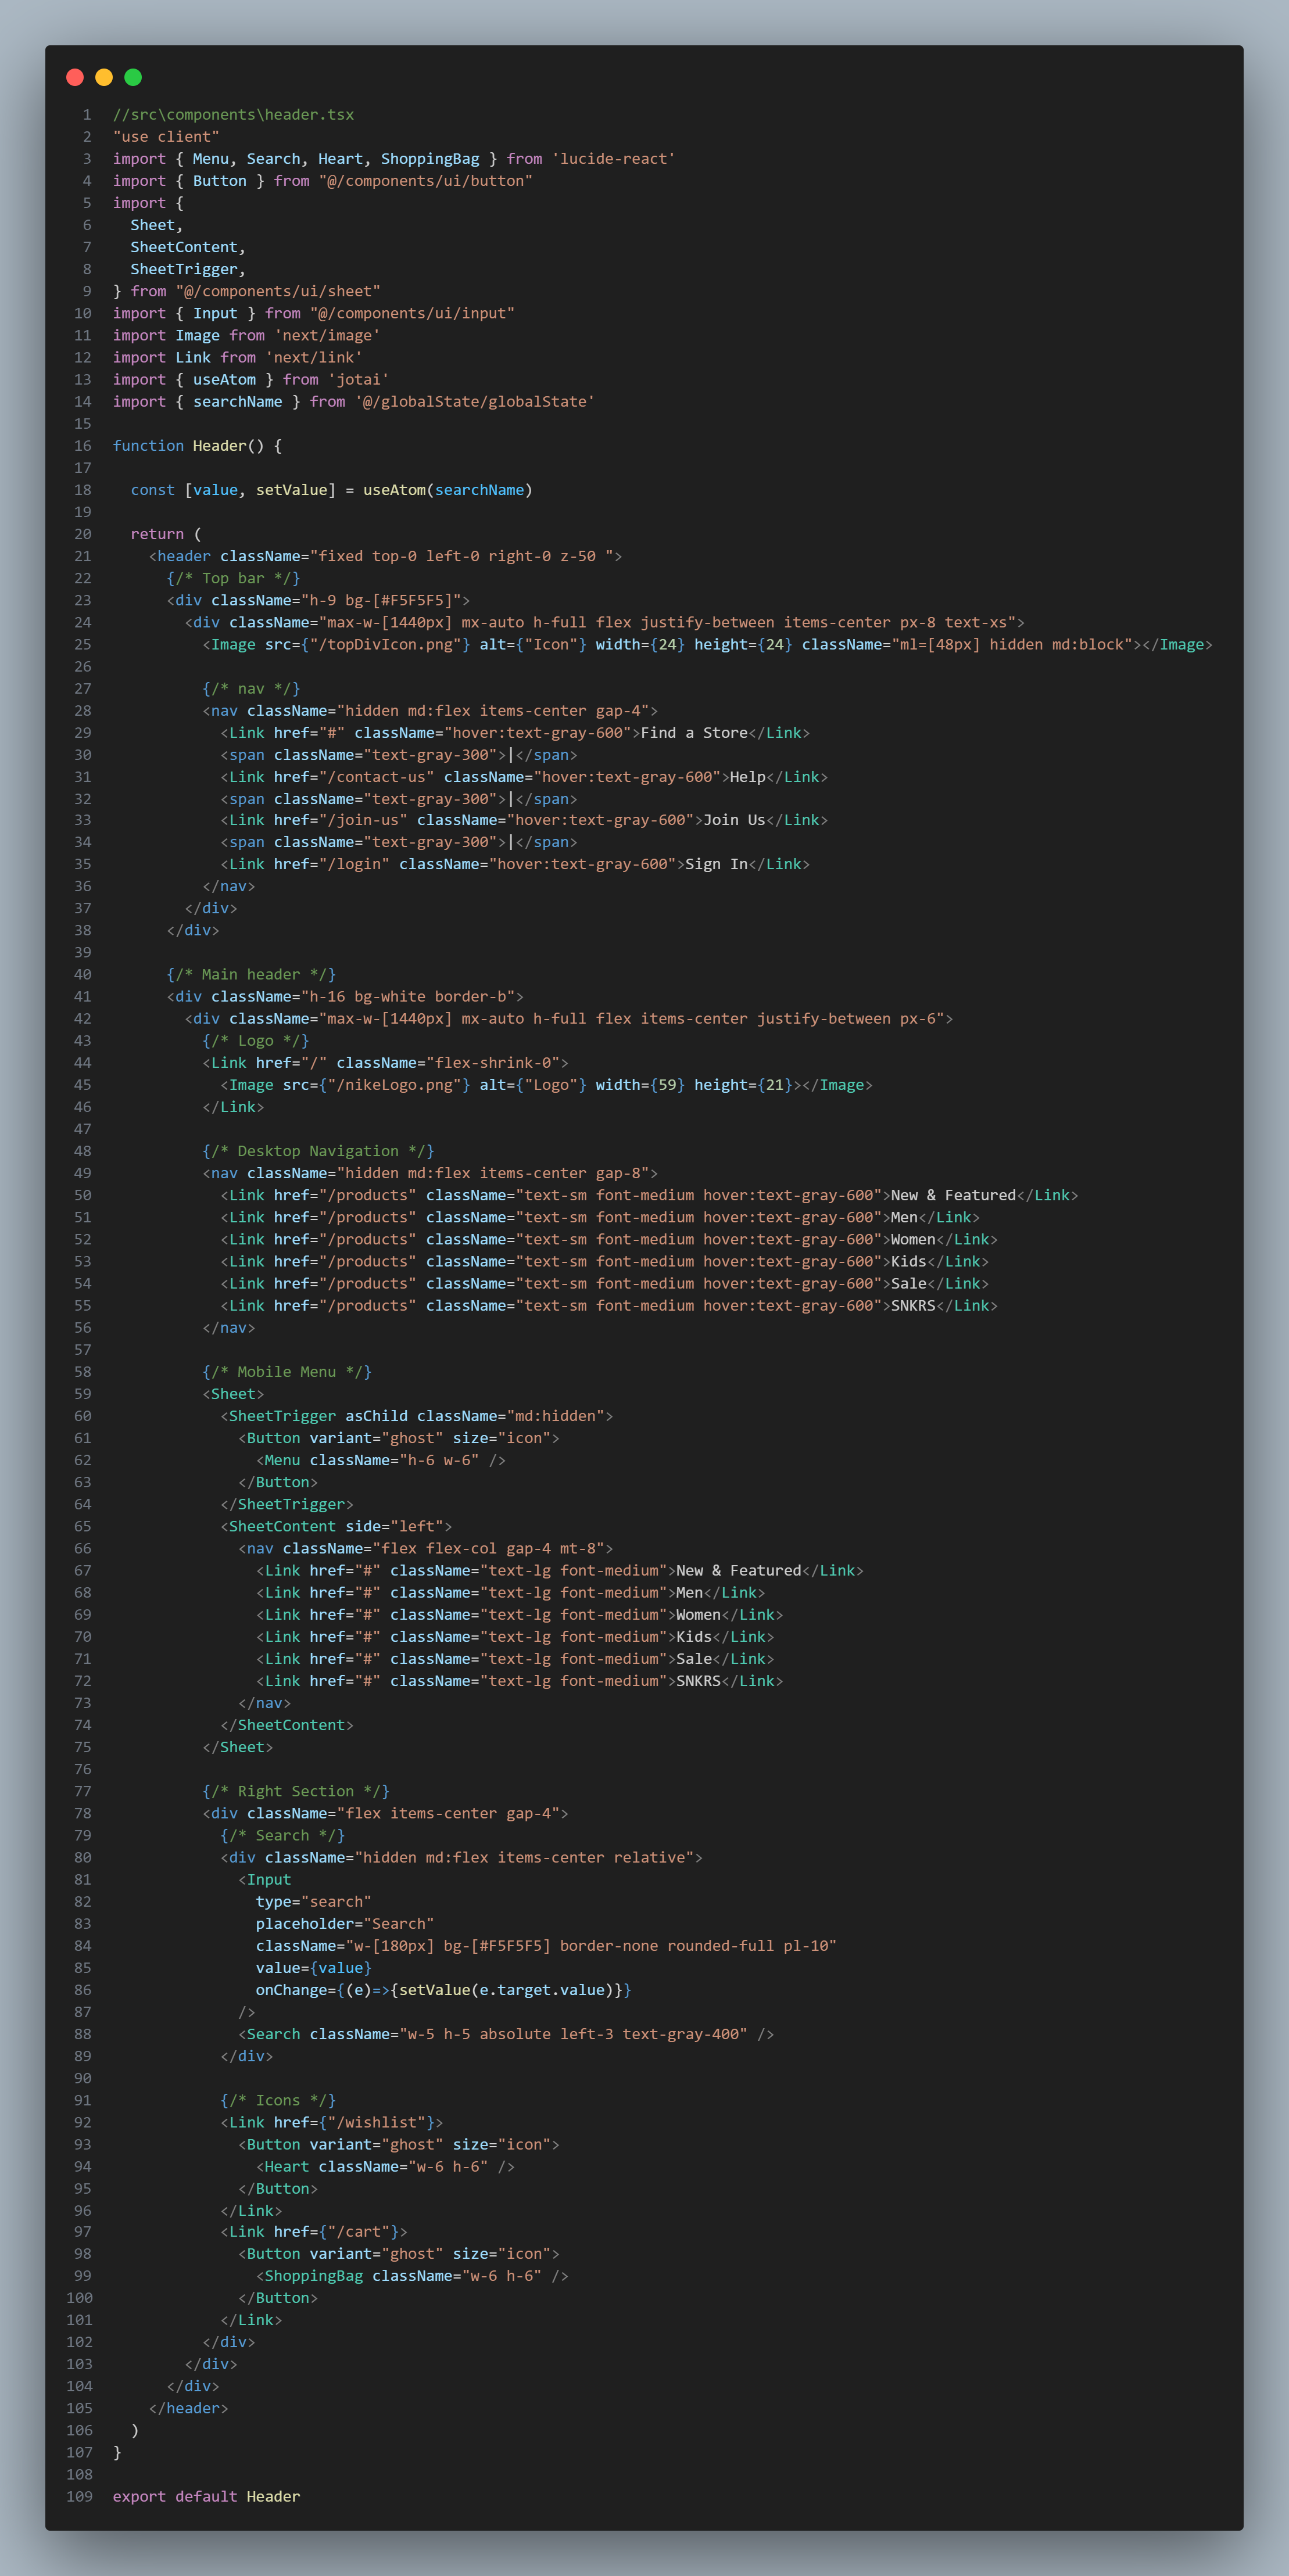 1 //src\components\header.tsx
2 "use client"
3 import { Menu, Search, Heart, ShoppingBag } from 'lucide-react'
4 import { Button } from "@/components/ui/button"
5 import {
6   Sheet,
7   SheetContent,
8   SheetTrigger,
9 } from "@/components/ui/sheet"
10 import { Input } from "@/components/ui/input"
11 import Image from 'next/image'
12 import Link from 'next/link'
13 import { useAtom } from 'jotai'
14 import { searchName } from '@/globalState/globalState'
15
16 function Header() {
17
18   const [value, setValue] = useAtom(searchName)
19
20   return (
21     <header className="fixed top-0 left-0 right-0 z-50 ">
22       {/* Top bar */}
23       <div className="h-9 bg-[#F5F5F5]">
24         <div className="max-w-[1440px] mx-auto h-full flex justify-between items-center px-8 text-xs">
25           <Image src={"/topDivIcon.png"} alt={"Icon"} width={24} height={24} className="ml=[48px] hidden md:block"></Image>
26
27           {/* nav */}
28           <nav className="hidden md:flex items-center gap-4">
29             <Link href="#" className="hover:text-gray-600">Find a Store</Link>
30             <span className="text-gray-300">|</span>
31             <Link href="/contact-us" className="hover:text-gray-600">Help</Link>
32             <span className="text-gray-300">|</span>
33             <Link href="/join-us" className="hover:text-gray-600">Join Us</Link>
34             <span className="text-gray-300">|</span>
35             <Link href="/login" className="hover:text-gray-600">Sign In</Link>
36           </nav>
37         </div>
38       </div>
39
40       {/* Main header */}
41       <div className="h-16 bg-white border-b">
42         <div className="max-w-[1440px] mx-auto h-full flex items-center justify-between px-6">
43           {/* Logo */}
44           <Link href="/" className="flex-shrink-0">
45             <Image src={"/nikeLogo.png"} alt={"Logo"} width={59} height={21}></Image>
46           </Link>
47
48           {/* Desktop Navigation */}
49           <nav className="hidden md:flex items-center gap-8">
50             <Link href="/products" className="text-sm font-medium hover:text-gray-600">New & Featured</Link>
51             <Link href="/products" className="text-sm font-medium hover:text-gray-600">Men</Link>
52             <Link href="/products" className="text-sm font-medium hover:text-gray-600">Women</Link>
53             <Link href="/products" className="text-sm font-medium hover:text-gray-600">Kids</Link>
54             <Link href="/products" className="text-sm font-medium hover:text-gray-600">Sale</Link>
55             <Link href="/products" className="text-sm font-medium hover:text-gray-600">SNKRS</Link>
56           </nav>
57
58           {/* Mobile Menu */}
59           <Sheet>
60             <SheetTrigger asChild className="md:hidden">
61               <Button variant="ghost" size="icon">
62                 <Menu className="h-6 w-6" />
63               </Button>
64             </SheetTrigger>
65             <SheetContent side="left">
66               <nav className="flex flex-col gap-4 mt-8">
67                 <Link href="#" className="text-lg font-medium">New & Featured</Link>
68                 <Link href="#" className="text-lg font-medium">Men</Link>
69                 <Link href="#" className="text-lg font-medium">Women</Link>
70                 <Link href="#" className="text-lg font-medium">Kids</Link>
71                 <Link href="#" className="text-lg font-medium">Sale</Link>
72                 <Link href="#" className="text-lg font-medium">SNKRS</Link>
73               </nav>
74             </SheetContent>
75           </Sheet>
76
77           {/* Right Section */}
78           <div className="flex items-center gap-4">
79             {/* Search */}
80             <div className="hidden md:flex items-center relative">
81               <Input
82                 type="search"
83                 placeholder="Search"
84                 className="w-[180px] bg-[#F5F5F5] border-none rounded-full pl-10"
85                 value={value}
86                 onChange={(e)=>{setValue(e.target.value)}}
87               />
88               <Search className="w-5 h-5 absolute left-3 text-gray-400" />
89             </div>
90
91             {/* Icons */}
92             <Link href={"/wishlist"}>
93               <Button variant="ghost" size="icon">
94                 <Heart className="w-6 h-6" />
95               </Button>
96             </Link>
97             <Link href={"/cart"}>
98               <Button variant="ghost" size="icon">
99                 <ShoppingBag className="w-6 h-6" />
100               </Button>
101             </Link>
102           </div>
103         </div>
104       </div>
105     </header>
106   )
107 }
108
109 export default Header